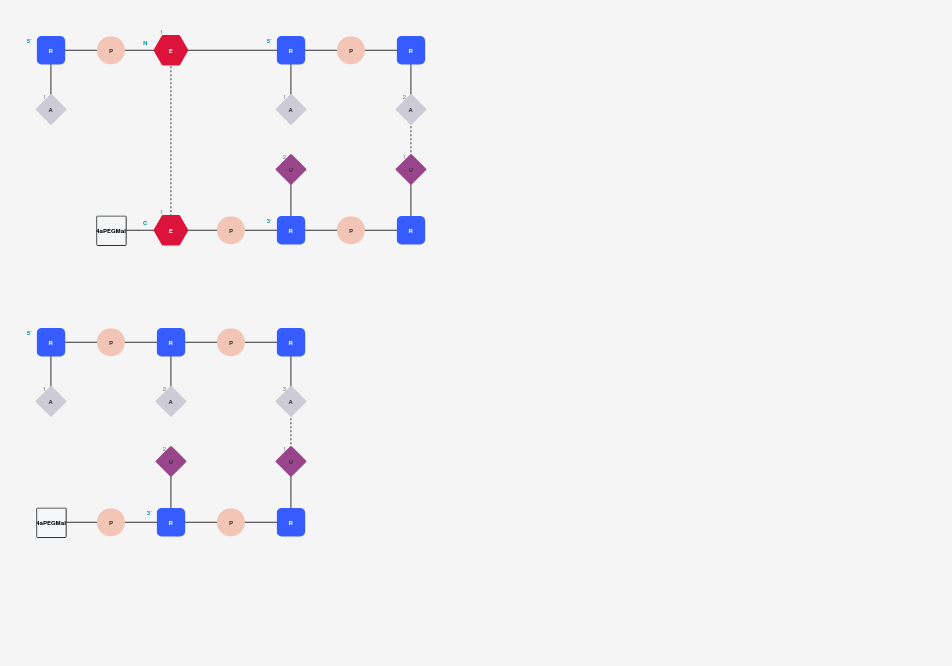 1
5' R P N E 5' R P R
1 A 1 A 2 A
2 U 1 U
1
4aPEGMal C E P 3' R P R
5' R P R P R
1 A 2 A 3 A
2 U 1 U
4aPEGMal P 3' R P R